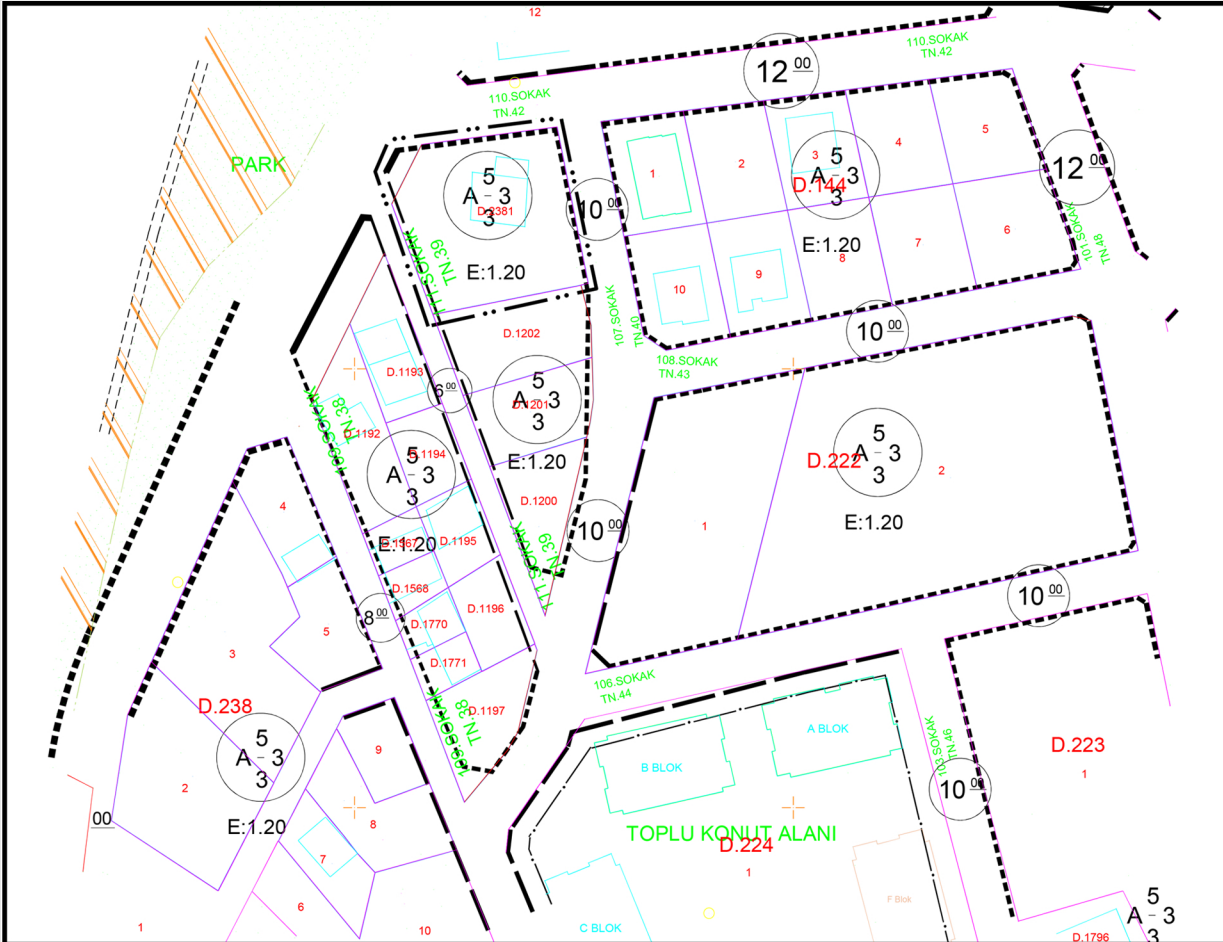 12
110.SOKAK
TN.42
12 00
110.SOKAK
TN.42
PARK
5
A - 3
3
D.2381
E:1.20
10 00
1
2
3
4
5
5
A - 3
3
D.144
E:1.20
12 00
101.SOKAK
TN.48
6
7
8
9
10
111.SOKAK
TN.39
107.SOKAK
TN.40
108.SOKAK
TN.43
10 00
D.1202
5
A - 3
3
D.1201
E:1.20
D.1200
6 00
D.1193
D.1192
D.1194
5
A - 3
3
E:1.20
D.1567
D.1195
D.1568
D.1196
D.1770
D.1771
D.1197
TN.38
8 00
TN.38
111.SOKAK
TN.39
10 00
D.222
5
A - 3
3
E:1.20
1
2
10 00
106.SOKAK
TN.44
4
5
3
D.238
5
A - 3
3
E:1.20
2
00
9
8
7
6
1
10
A BLOK
B BLOK
TOPLU KONUT ALANI
D.224
1
C BLOK
F Blok
103.SOKAK
TN.46
10 00
D.223
1
5
A - 3
3
D.1796